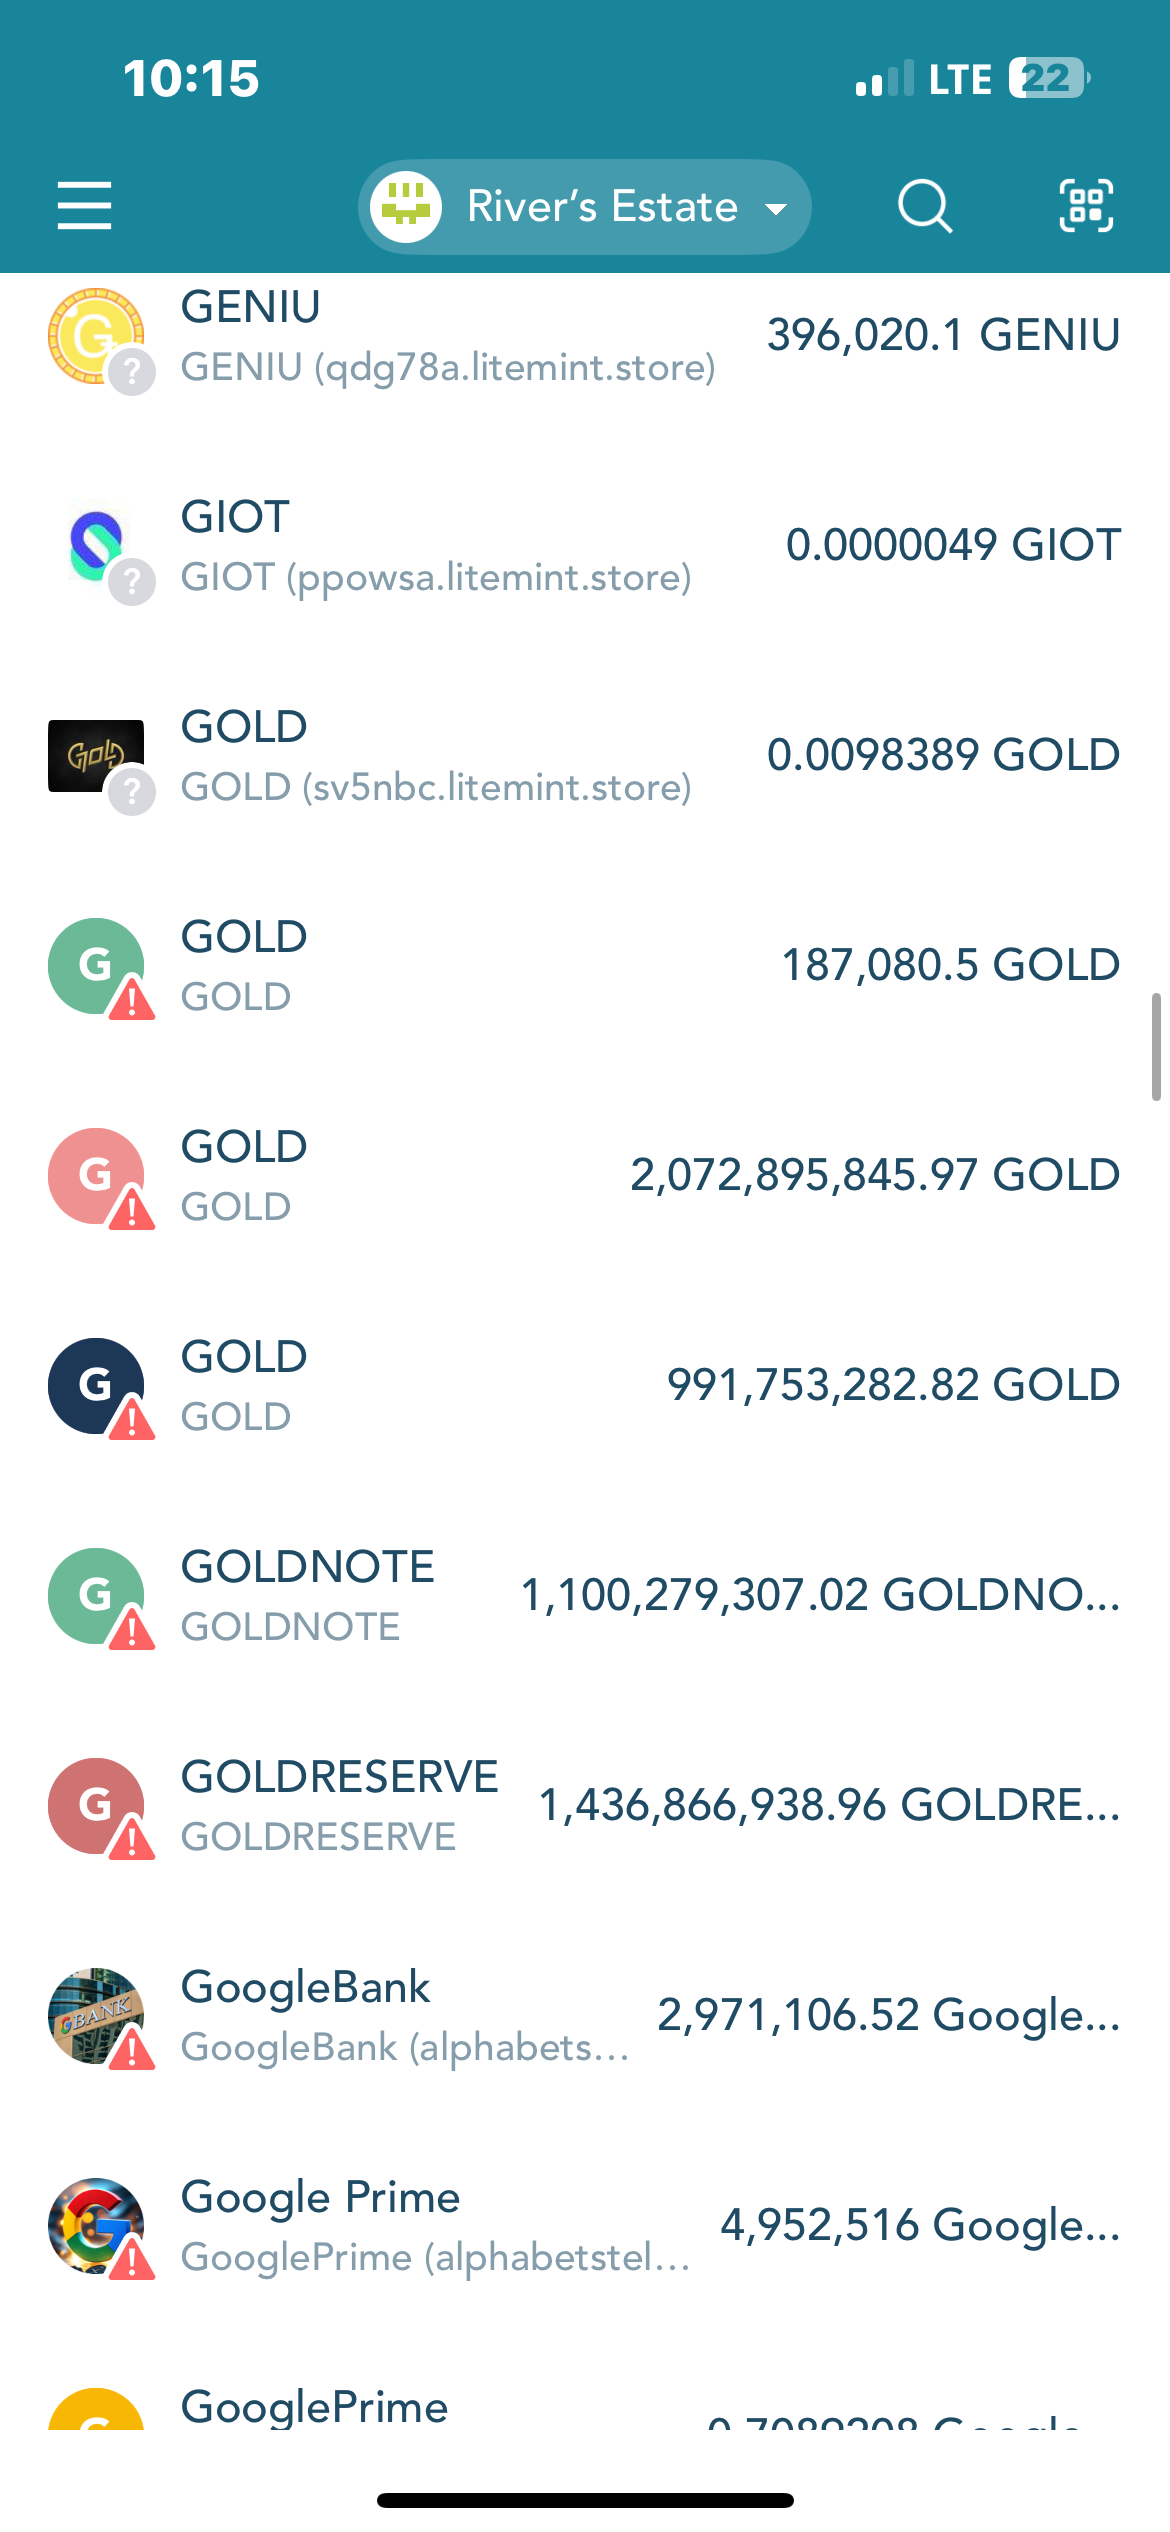 10:15
LTE 22
River’s Estate
GENIU
396,020.1 GENIU
GENIU (qdg78a.litemint.store)
GIOT
0.0000049 GIOT
GIOT (ppowsa.litemint.store)
Gold
GOLD
0.0098389 GOLD
GOLD (sv5nbc.litemint.store)
G
GOLD
187,080.5 GOLD
GOLD
G
GOLD
2,072,895,845.97 GOLD
GOLD
G
GOLD
991,753,282.82 GOLD
GOLD
G
GOLDNOTE
1,100,279,307.02 GOLDNO...
GOLDNOTE
G
GOLDRESERVE
1,436,866,938.96 GOLDRE...
GOLDRESERVE
GBANK
GoogleBank
2,971,106.52 Google...
GoogleBank (alphabets...
G
Google Prime
4,952,516 Google...
GooglePrime (alphabetstel...
GooglePrime